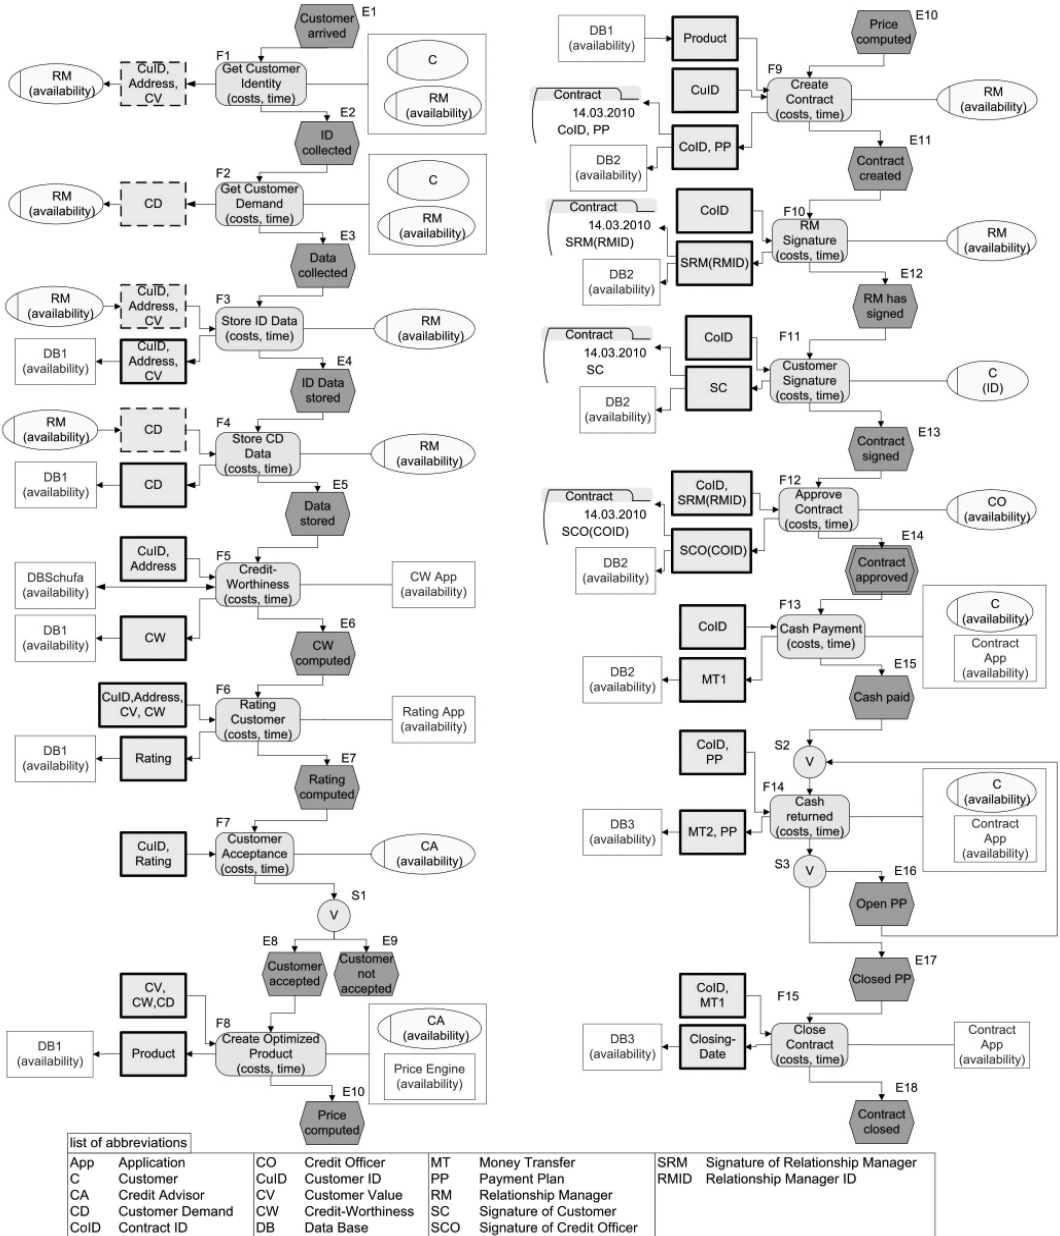 E1
Customer
arrived
F1
RM
(availability)
CuID,
Address,
CV
Get Customer
Identity
(costs, time)
C
RM
(availability)
E2
ID
collected
F2
RM
(availability)
CD
Get Customer
Demand
(costs, time)
C
RM
(availability)
E3
Data
collected
RM
(availability)
CuID,
Address,
CV
F3
Store ID Data
(costs, time)
RM
(availability)
DB1
(availability)
CuID,
Address,
CV
E4
ID Data
stored
RM
(availability)
CD
F4
Store CD
Data
(costs, time)
RM
(availability)
DB1
(availability)
CD
E5
Data
stored
CuID,
Address
F5
DBSchufa
(availability)
Credit-
Worthiness
(costs, time)
CW App
(availability)
DB1
(availability)
CW
E6
CW
computed
CuID,Address,
CV, CW
F6
Rating
Customer
(costs, time)
Rating App
(availability)
DB1
(availability)
Rating
E7
Rating
computed
F7
CuID,
Rating
Customer
Acceptance
(costs, time)
CA
(availability)
S1
V
E8
Customer
accepted
E9
Customer
not
accepted
CV,
CW,CD
F8
DB1
(availability)
Product
Create Optimized
Product
(costs, time)
CA
(availability)
Price Engine
(availability)
E10
Price
computed
E10
Price
computed
DB1
(availability)
Product
F9
CuID
Create
Contract
(costs, time)
RM
(availability)
Contract
14.03.2010
CoID, PP
CoID, PP
DB2
(availability)
E11
Contract
created
Contract
14.03.2010
SRM(RMID)
CoID
F10
RM
Signature
(costs, time)
RM
(availability)
SRM(RMID)
DB2
(availability)
E12
RM has
signed
Contract
14.03.2010
SC
CoID
F11
Customer
Signature
(costs, time)
C
(ID)
SC
DB2
(availability)
E13
Contract
signed
Contract
14.03.2010
SCO(COID)
CoID,
SRM(RMID)
F12
Approve
Contract
(costs, time)
CO
(availability)
SCO(COID)
DB2
(availability)
E14
Contract
approved
CoID
F13
Cash Payment
(costs, time)
C
(availability)
Contract
App
(availability)
DB2
(availability)
MT1
E15
Cash paid
CoID,
PP
S2
V
F14
Cash
returned
(costs, time)
C
(availability)
Contract
App
(availability)
DB3
(availability)
MT2, PP
S3
V
E16
Open PP
E17
Closed PP
CoID,
MT1
F15
DB3
(availability)
Closing-
Date
Close
Contract
(costs, time)
Contract
App
(availability)
E18
Contract
closed
list of abbreviations
App Application CO Credit Officer MT Money Transfer SRM Signature of Relationship Manager
C Customer CuID Customer ID PP Payment Plan RMID Relationship Manager ID
CA Credit Advisor CV Customer Value RM Relationship Manager
CD Customer Demand CW Credit-Worthiness SC Signature of Customer
CoID Contract ID DB Data Base SCO Signature of Credit Officer